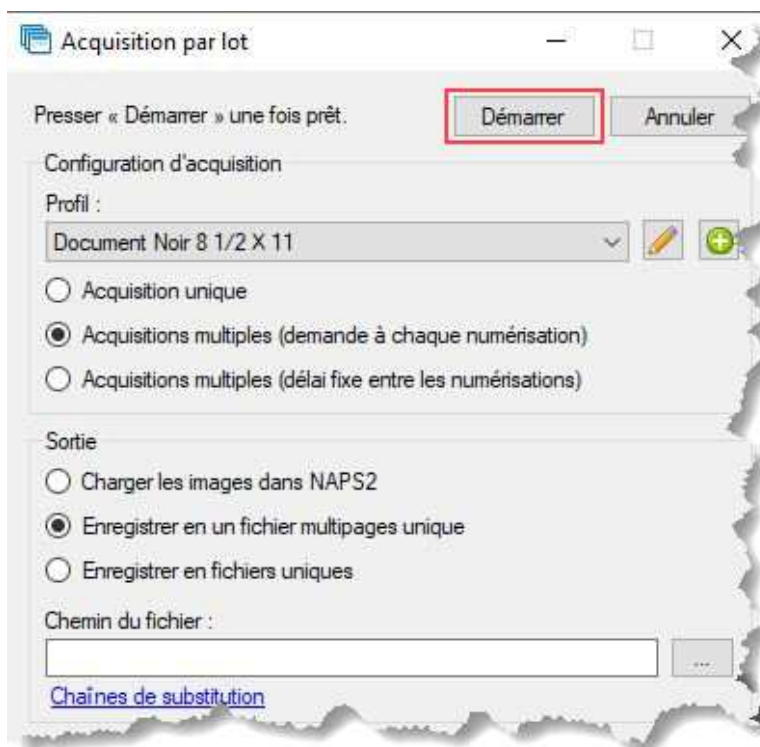 Acquisition par lot
Presser « Démarrer » une fois prêt.
Démarrer
Annuler
Configuration d'acquisition
Profil :
Document Noir 8 1/2 X 11
Acquisition unique
Acquisitions multiples (demande à chaque numérisation)
Acquisitions multiples (délai fixe entre les numérisations)
Sortie
Charger les images dans NAPS2
Enregistrer en un fichier multipages unique
Enregistrer en fichiers uniques
Chemin du fichier :
...
Chaînes de substitution